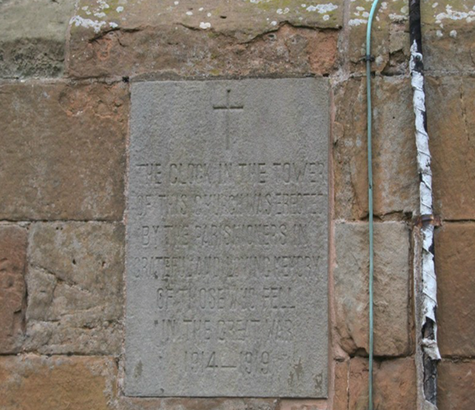 THE CLOCK IN THE TOWER
OF THIS CHURCH WAS ERECTED
BY THE PARISHIONERS IN
GRATEFUL AND LOVING MEMORY
OF THOSE WHO FELL
IN THE GREAT WAR
1914-1919